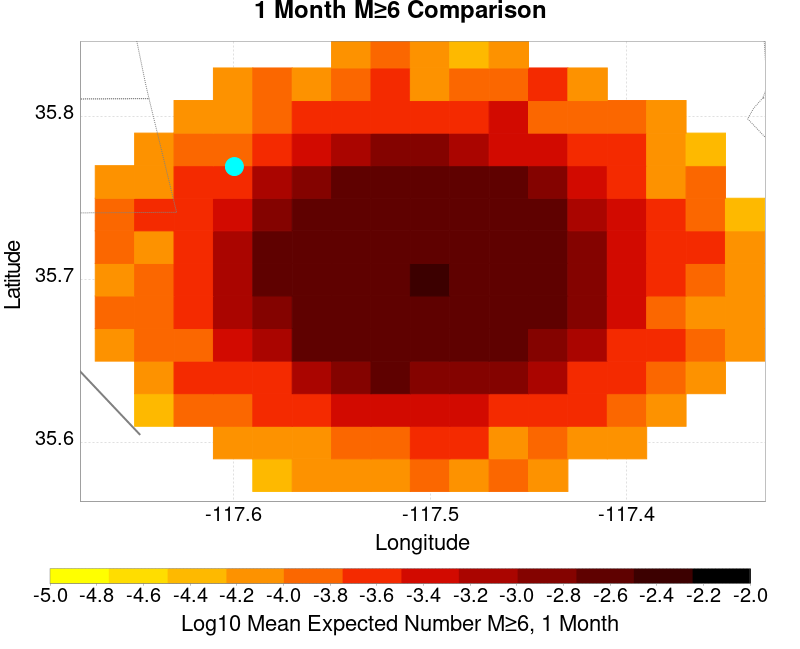 1 Month M≥6 Comparison
35.8
35.7
35.6
Latitude
-117.6 -117.5 -117.4
Longitude
-5.0 -4.8 -4.6 -4.4 -4.2 -4.0 -3.8 -3.6 -3.4 -3.2 -3.0 -2.8 -2.6 -2.4 -2.2 -2.0
Log10 Mean Expected Number M≥6, 1 Month